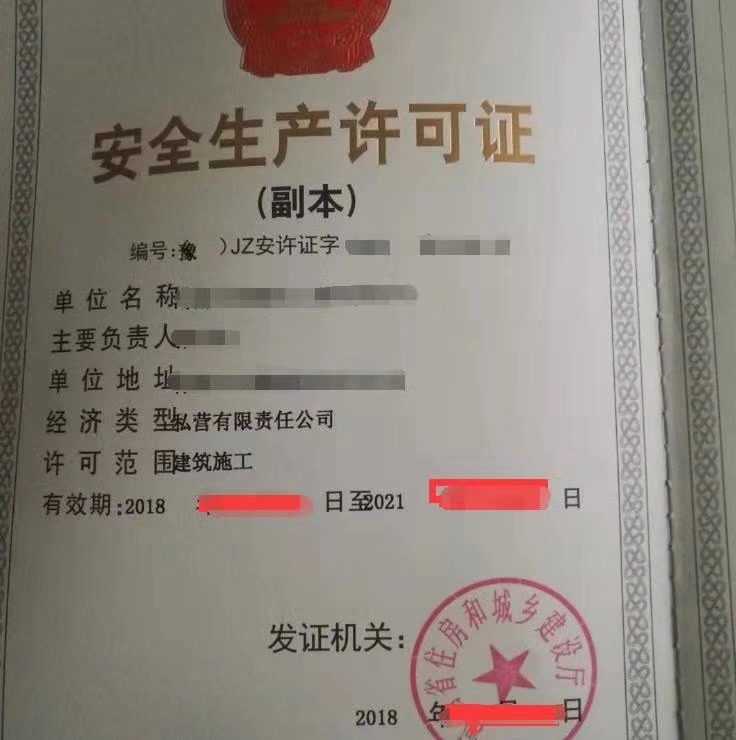 安全生产许可证
(副本)
编号:豫 )JZ安许证字
单位名称
主要负责人
单位地址
经济类型 私营有限责任公司
许可范围 建筑施工
有效期:2018 日至2021 日
发证机关:
省住房和城乡建设厅
2018 年 月 日